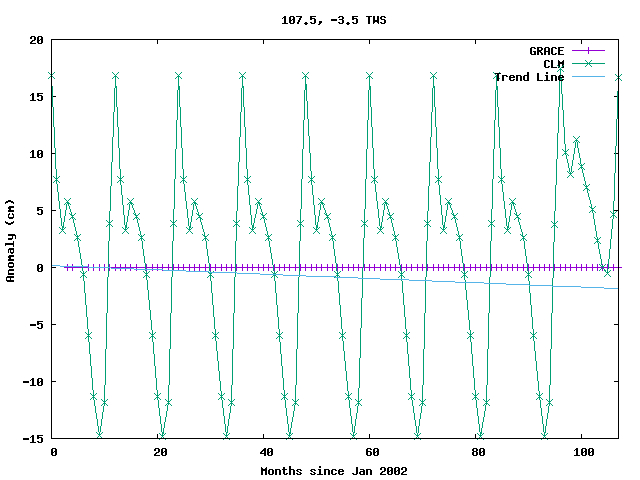 107.5, -3.5 TWS
GRACE
CLM
Trend Line
20
15
10
5
0
-5
-10
-15
Anomaly (cm)
0 20 40 60 80 100
Months since Jan 2002